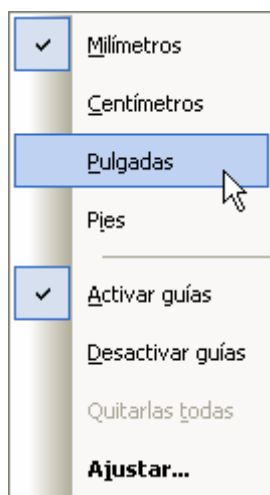 Milímetros
Centímetros
Pulgadas
Pies
Activar guías
Desactivar guías
Quitarlas todas
Ajustar...